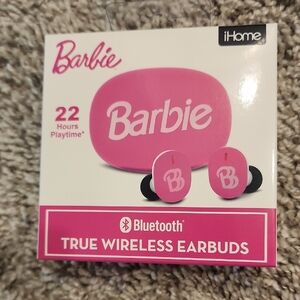 Barbie
iHome
22
Hours
Playtime*
Barbie
B
B
Bluetooth®
TRUE WIRELESS EARBUDS